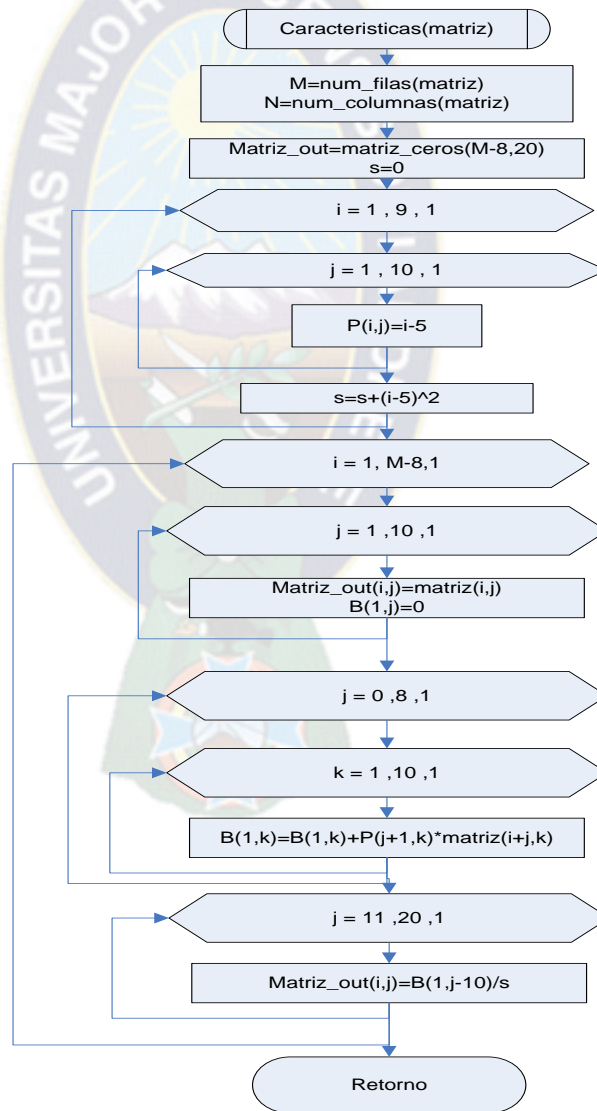 Caracteristicas(matriz)
M=num_filas(matriz)
N=num_columnas(matriz)
Matriz_out=matriz_ceros(M-8,20)
s=0
i = 1 , 9 , 1
j = 1 , 10 , 1
P(i,j)=i-5
s=s+(i-5)^2
i = 1, M-8,1
j = 1 ,10 ,1
Matriz_out(i,j)=matriz(i,j)
B(1,j)=0
j = 0 ,8 ,1
k = 1 ,10 ,1
B(1,k)=B(1,k)+P(j+1,k)*matriz(i+j,k)
j = 11 ,20 ,1
Matriz_out(i,j)=B(1,j-10)/s
Retorno
UNIVERSITAS MAJOR